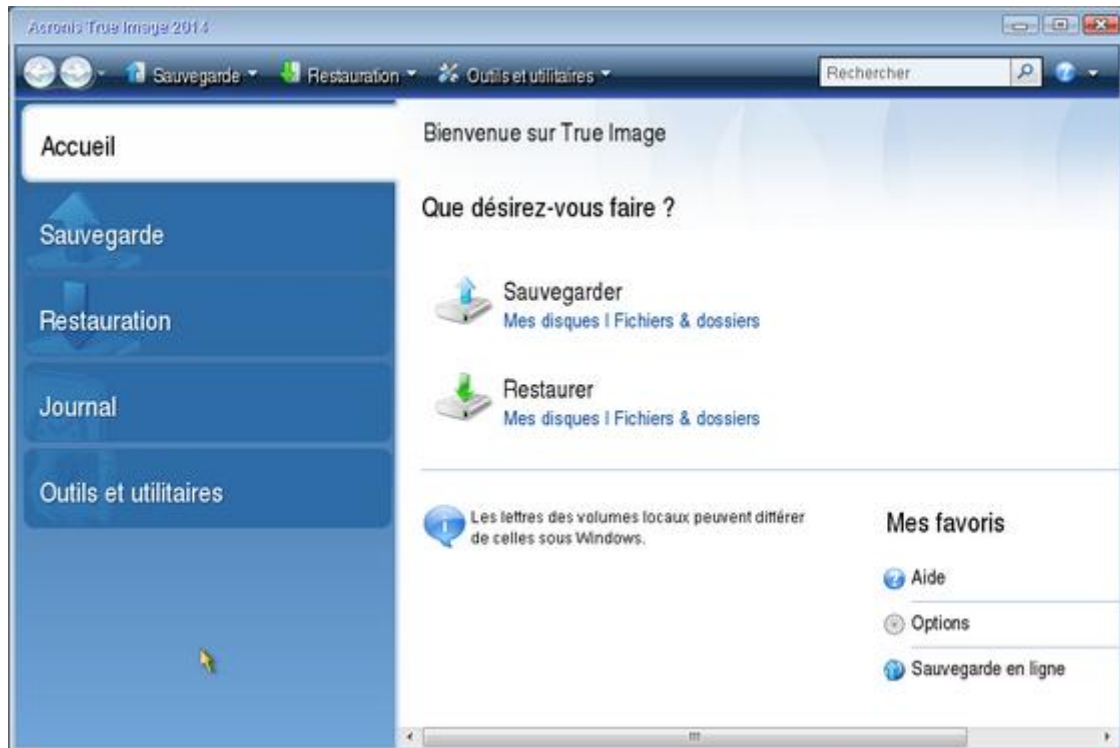 Acronis True Image 2014
Sauvegarde Restauration Outils et utilitaires Rechercher
Accueil
Sauvegarde
Restauration
Journal
Outils et utilitaires
Bienvenue sur True Image
Que désirez-vous faire ?
Sauvegarder
Mes disques | Fichiers & dossiers
Restaurer
Mes disques | Fichiers & dossiers
Les lettres des volumes locaux peuvent différer
de celles sous Windows.
Mes favoris
Aide
Options
Sauvegarde en ligne